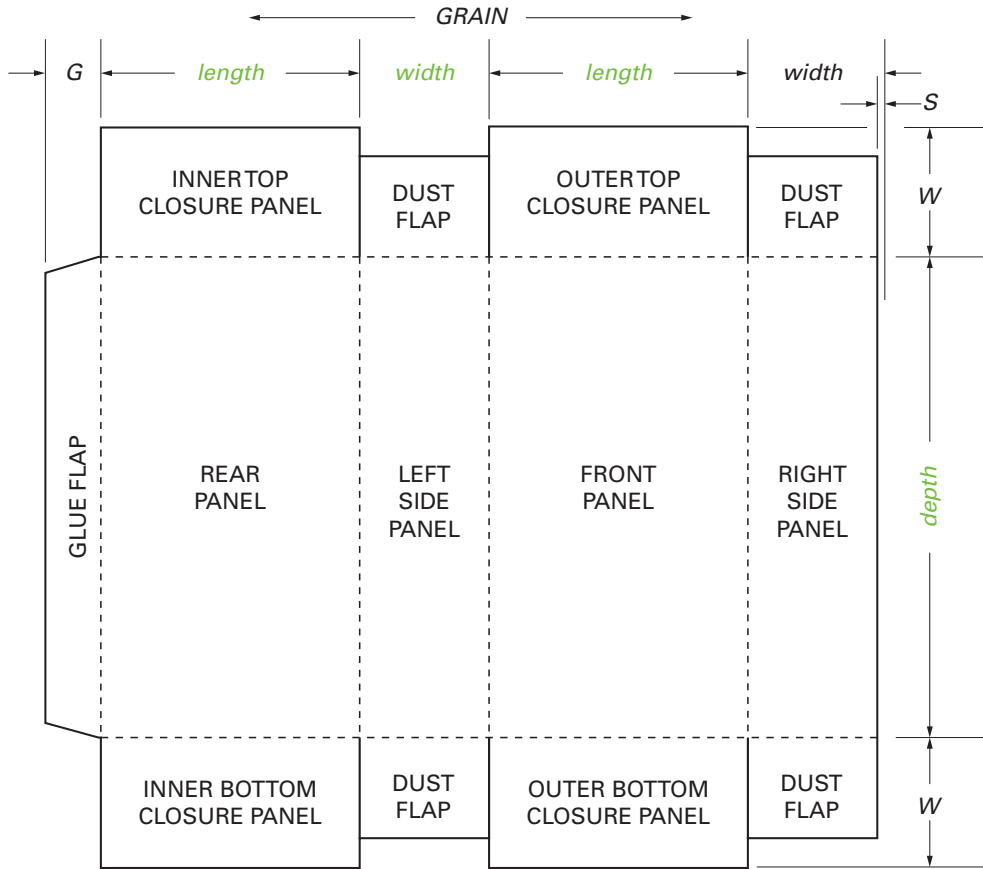 GRAIN
G
length
width
length
width
S
INNER TOP
CLOSURE PANEL
DUST
FLAP
OUTER TOP
CLOSURE PANEL
DUST
FLAP
W
GLUE FLAP
REAR
PANEL
LEFT
SIDE
PANEL
FRONT
PANEL
RIGHT
SIDE
PANEL
depth
INNER BOTTOM
CLOSURE PANEL
DUST
FLAP
OUTER BOTTOM
CLOSURE PANEL
DUST
FLAP
W